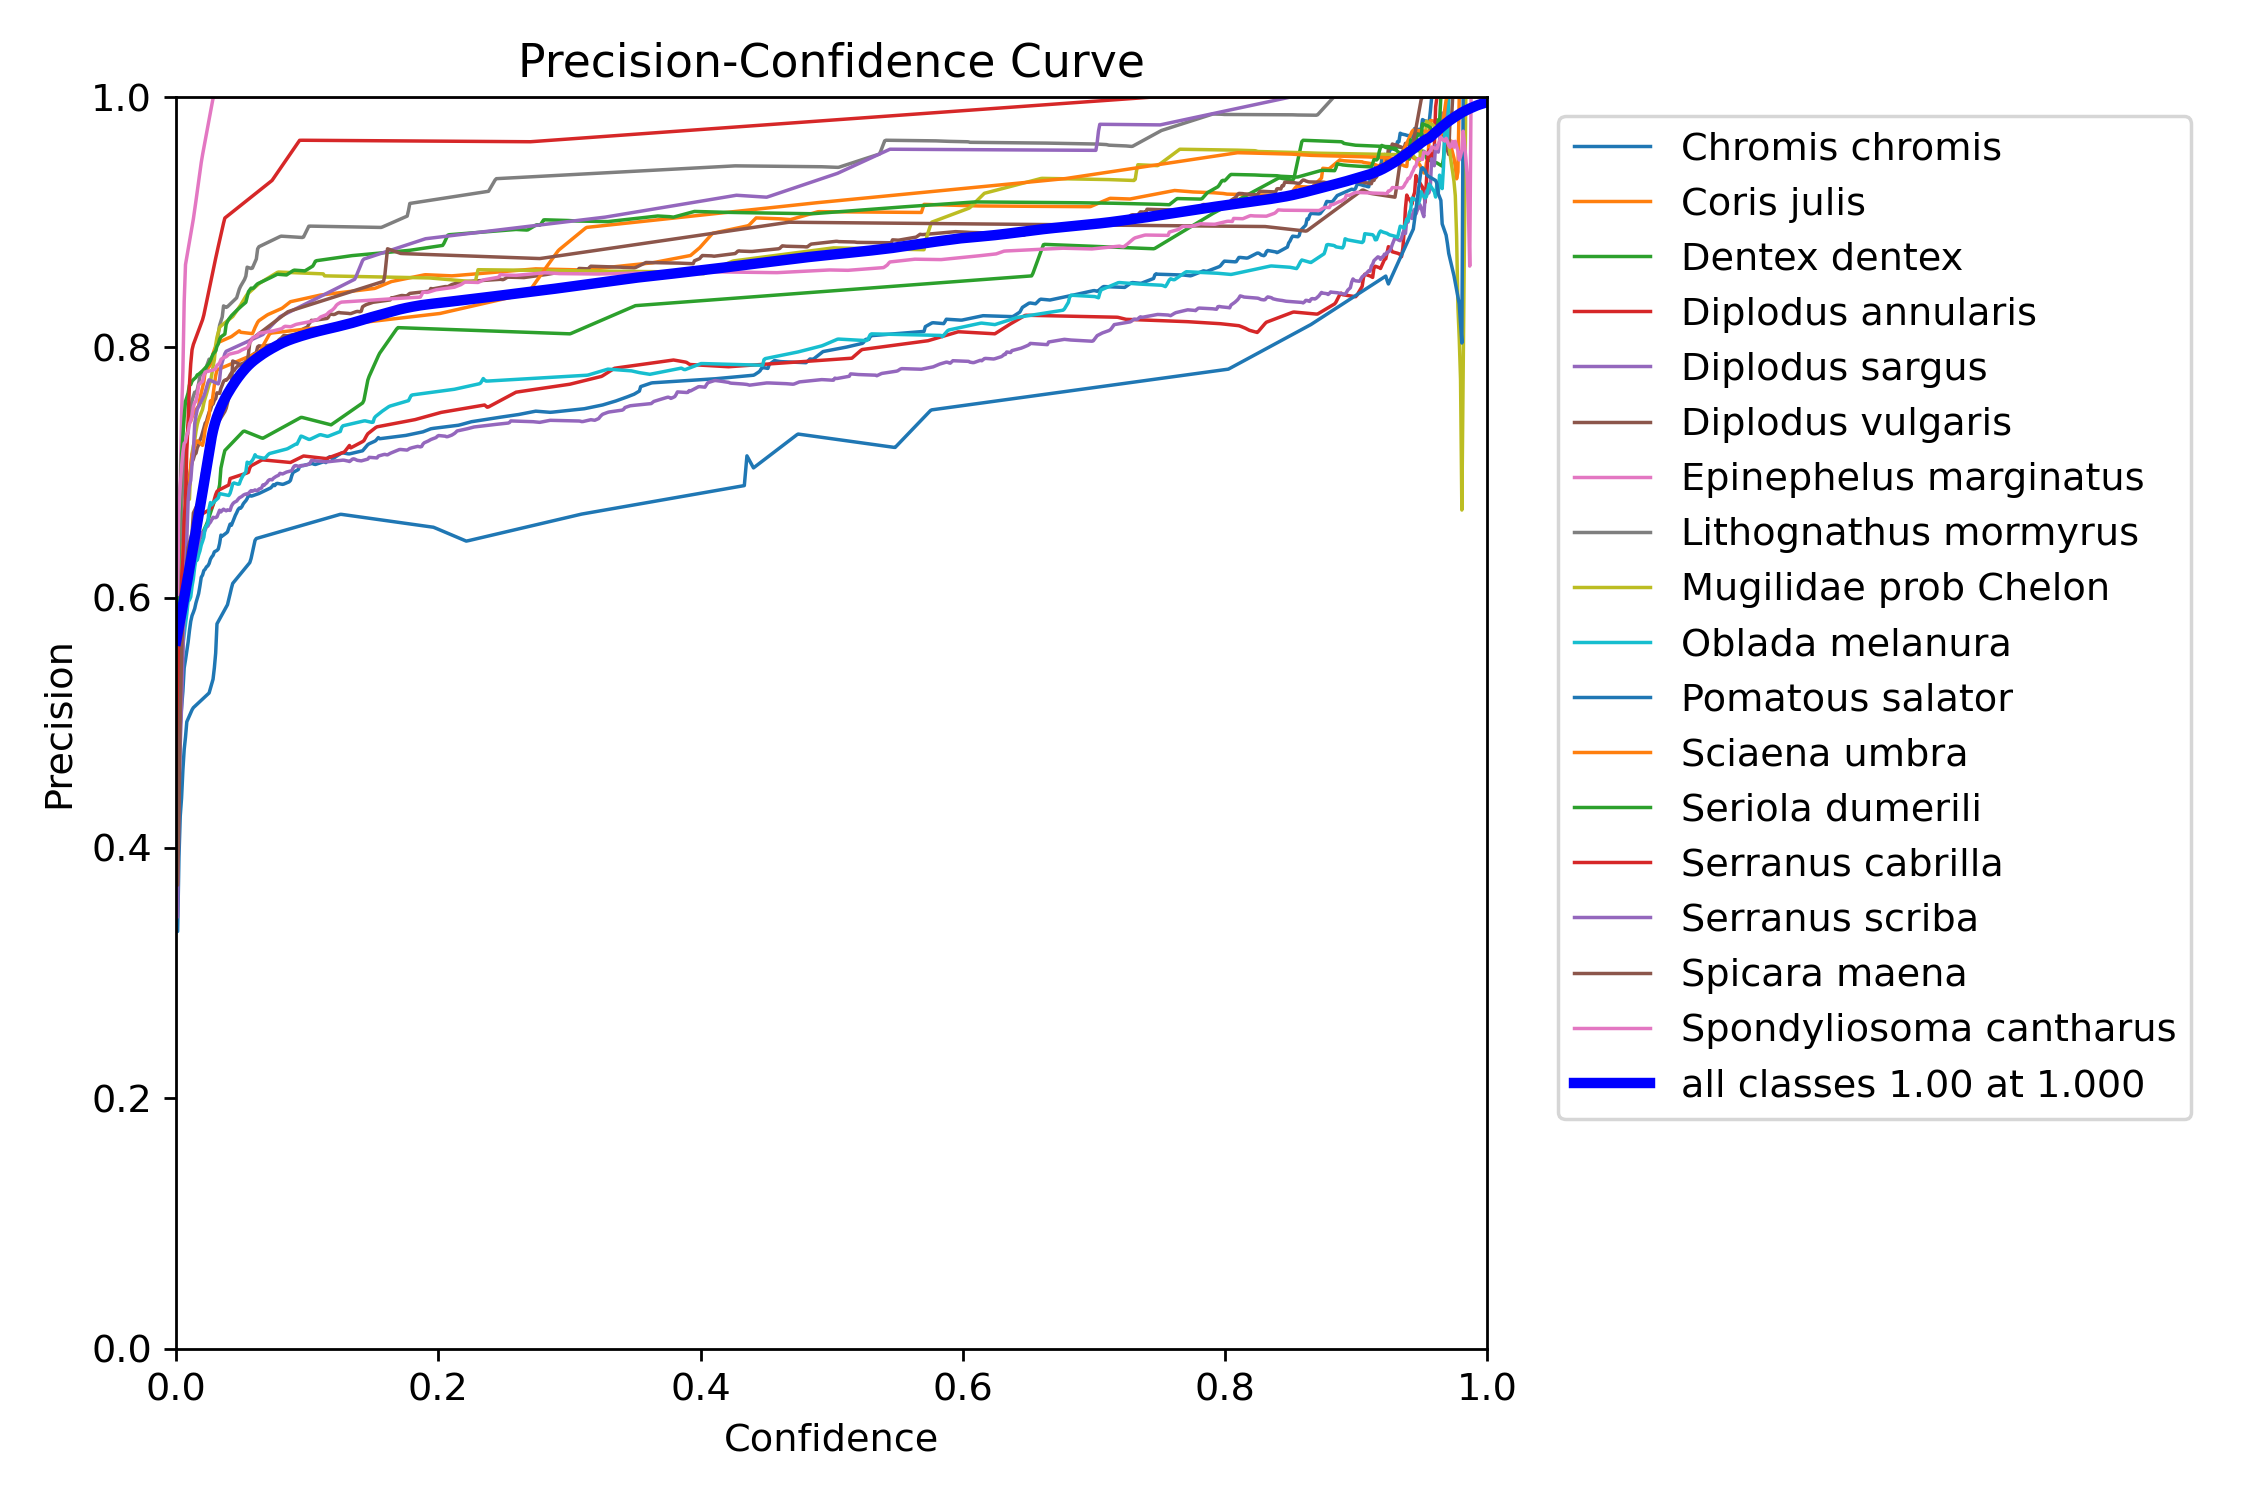 Precision-Confidence Curve
1.0
0.8
0.6
0.4
0.2
0.0
Precision
0.0 0.2 0.4 0.6 0.8 1.0
Confidence
Chromis chromis
Coris julis
Dentex dentex
Diplodus annularis
Diplodus sargus
Diplodus vulgaris
Epinephelus marginatus
Lithognathus mormyrus
Mugilidae prob Chelon
Oblada melanura
Pomatous salator
Sciaena umbra
Seriola dumerili
Serranus cabrilla
Serranus scriba
Spicara maena
Spondyliosoma cantharus
all classes 1.00 at 1.000